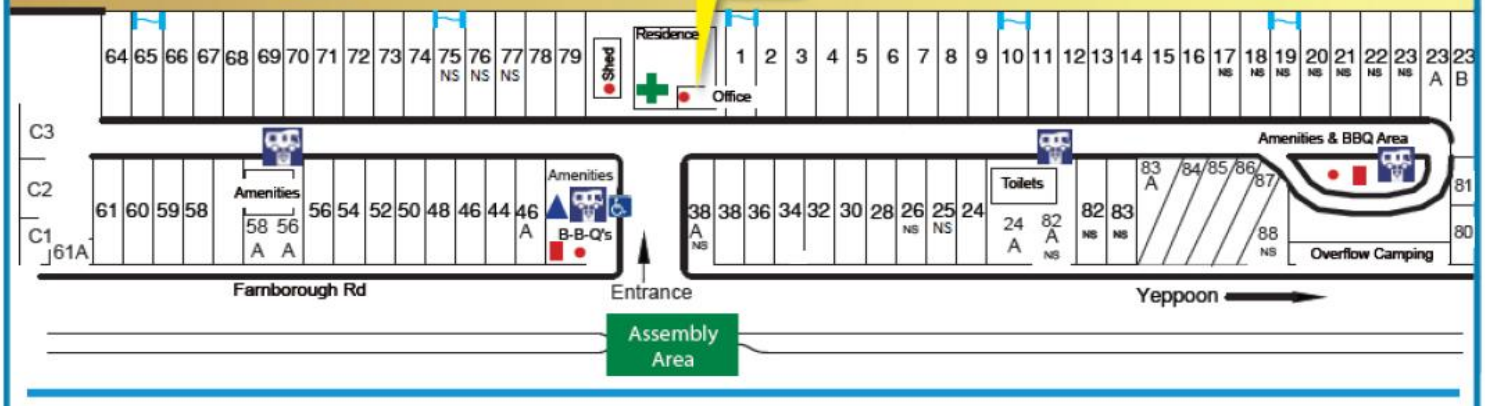 64 65 66 67 68 69 70 71 72 73 74 75 76 77 78 79
NS NS NS
Shed
Residence
Office
1 2 3 4 5 6 7 8 9 10 11 12 13 14 15 16 17 18 19 20 21 22 23 23 23
NS NS NS NS NS NS NS A B
C3
C2
C1
61A
61 60 59 58
Amenities
58 56
A A
56 54 52 50 48 46 44 46
A
Amenities
B-B-Q's
38 38 36 34 32 30 28 26 25 24
A
NS NS NS
Toilets
24 82
A A
NS
82 83
NS NS
83 84 85 86 87
A
88
NS
Amenities & BBQ Area
81
80
Overflow Camping
Farnborough Rd
Entrance
Yeppoon
Assembly
Area